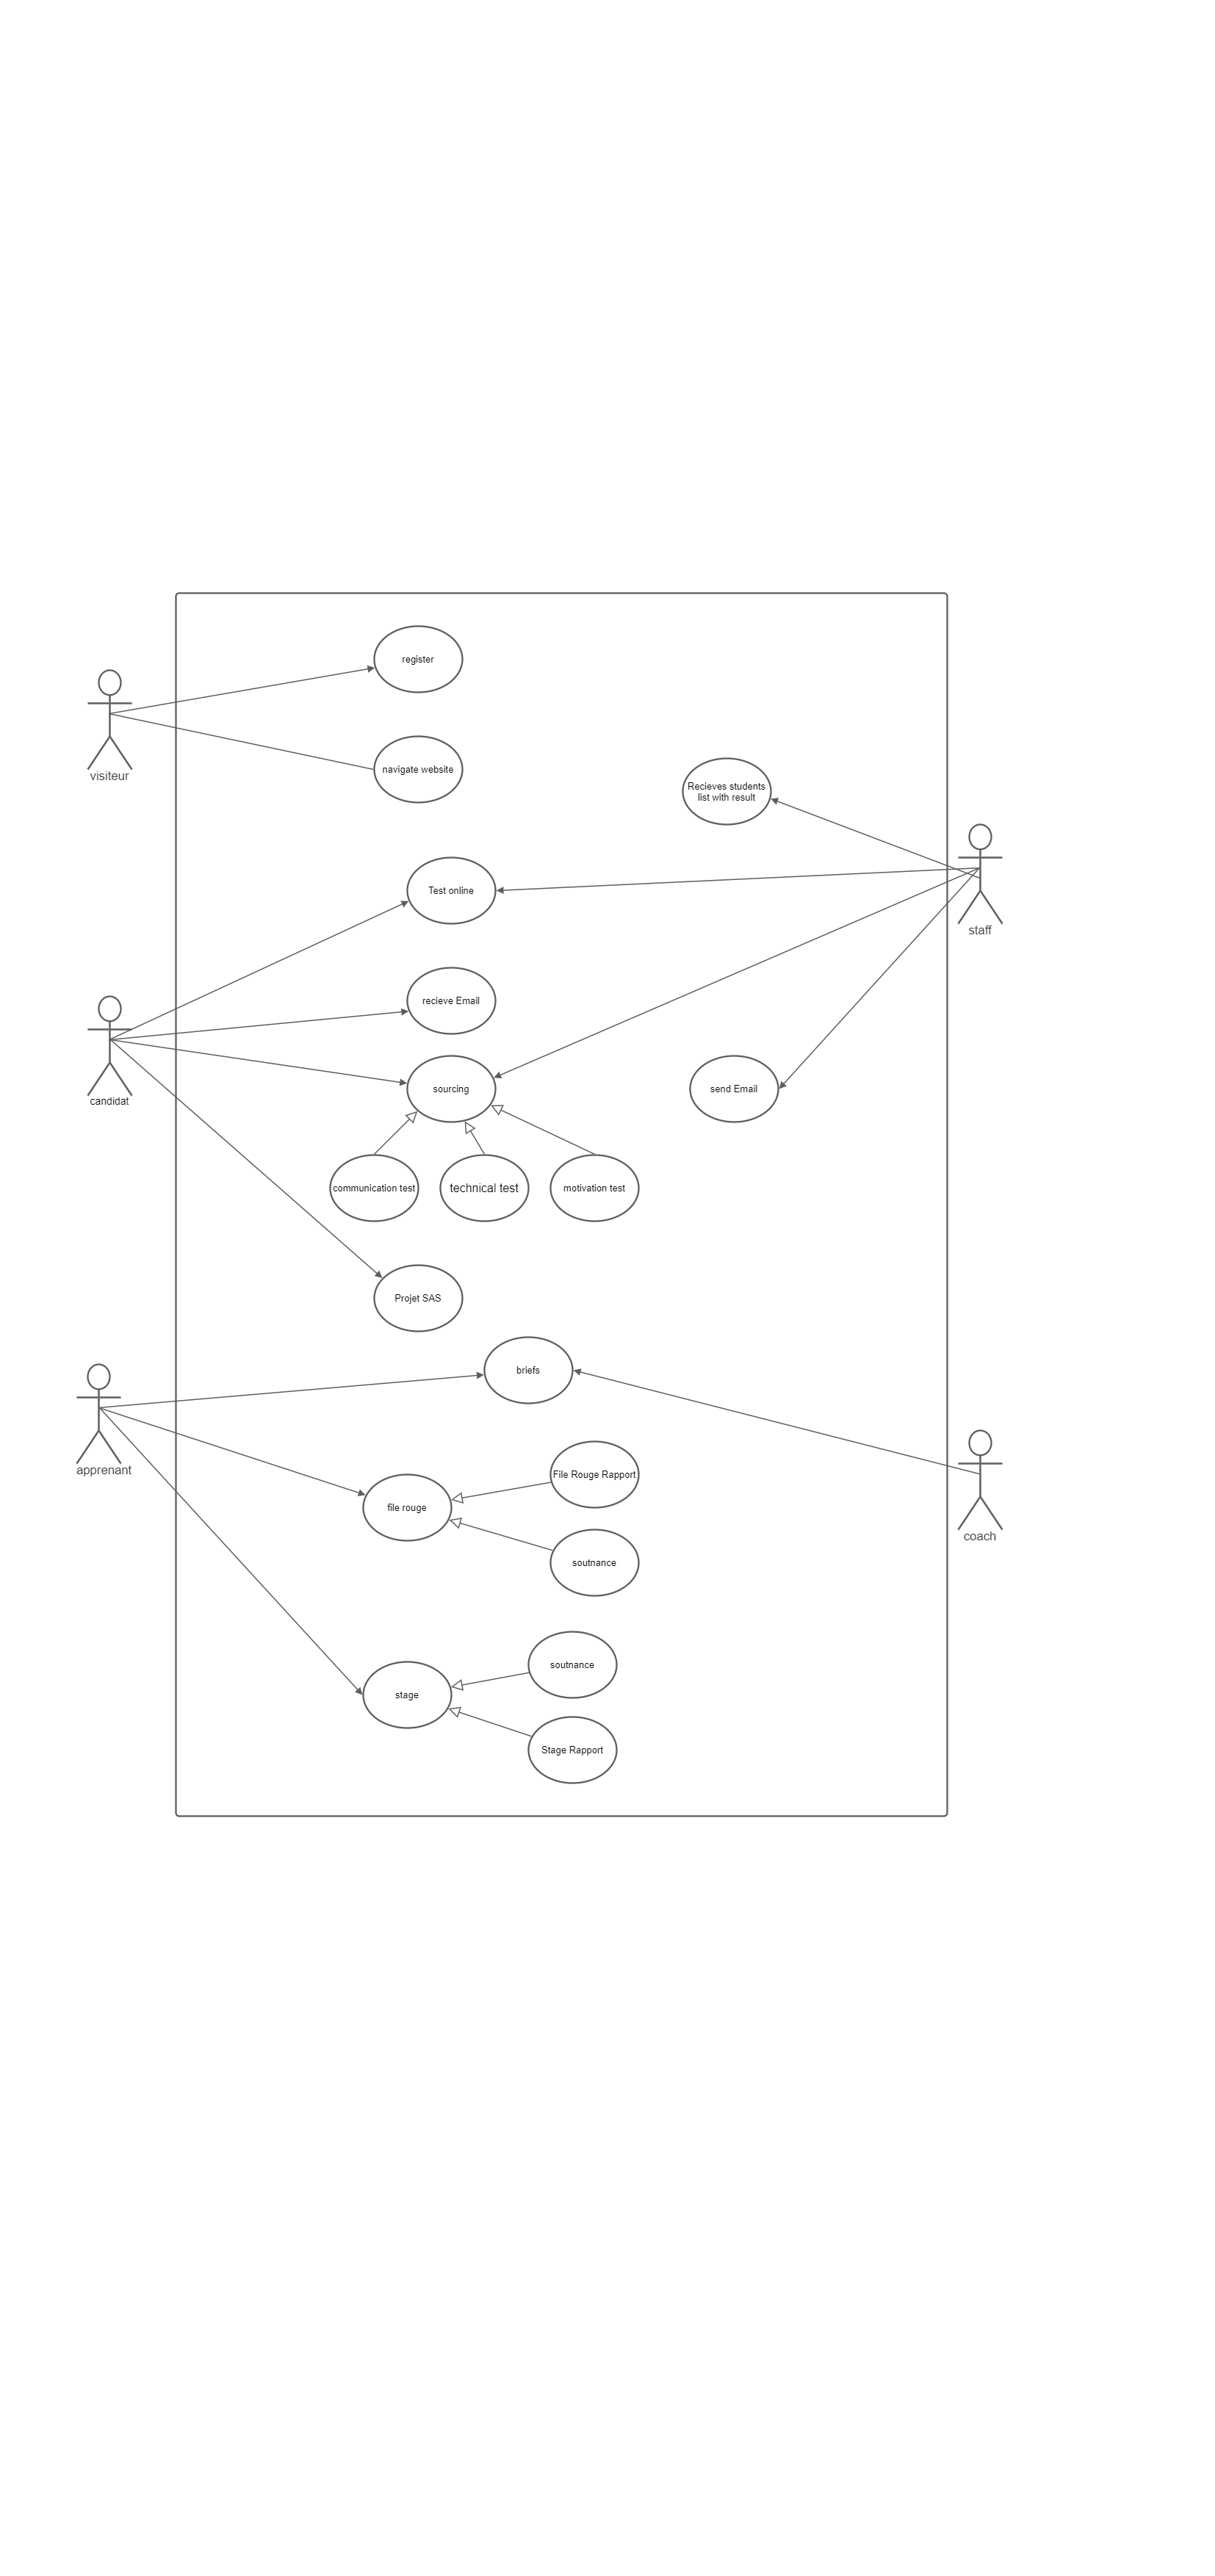 register
visiteur
navigate website
Recieves students
list with result
Test online
staff
recieve Email
sourcing
send Email
candidat
communication test
technical test
motivation test
Projet SAS
briefs
apprenant
File Rouge Rapport
file rouge
coach
soutnance
soutnance
stage
Stage Rapport